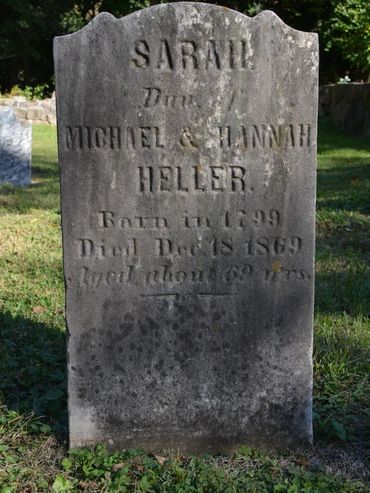 SARAH
Dau. of
MICHAEL & HANNAH
HELLER.
Born in 1799
Died Dec. 18 1869
Aged about 69 yrs.